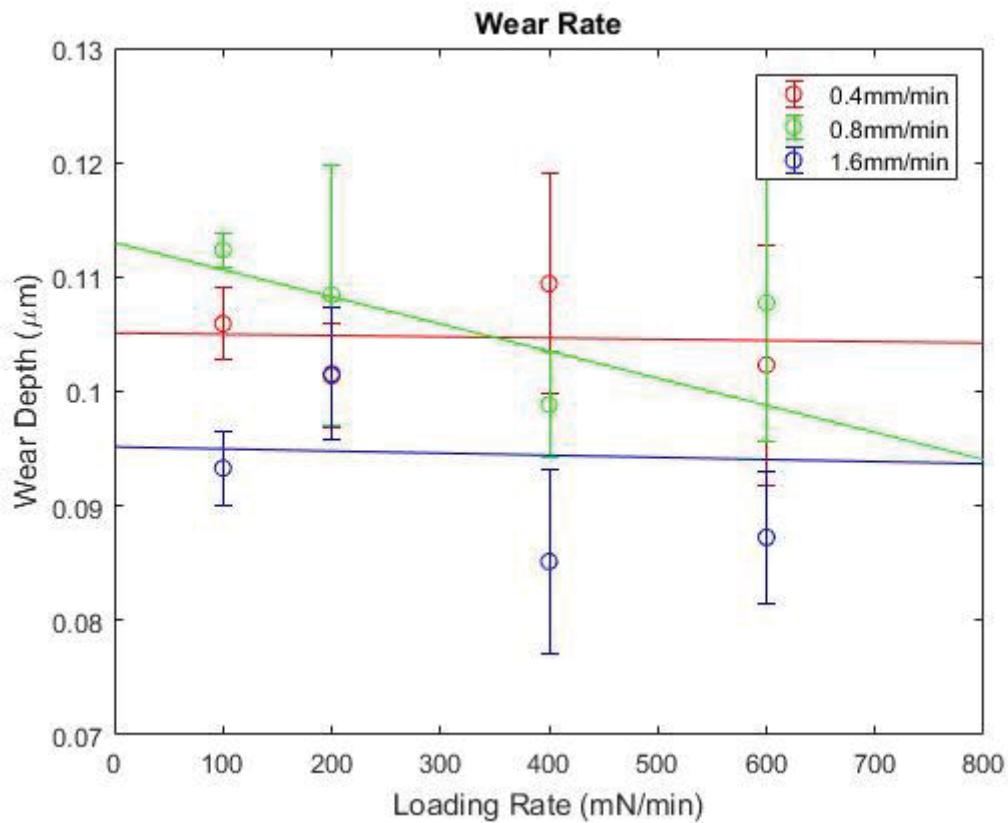 Wear Rate
0.13
0.12
0.11
0.1
0.09
0.08
0.07
Wear Depth (μm)
0.4mm/min
0.8mm/min
1.6mm/min
0 100 200 300 400 500 600 700 800
Loading Rate (mN/min)